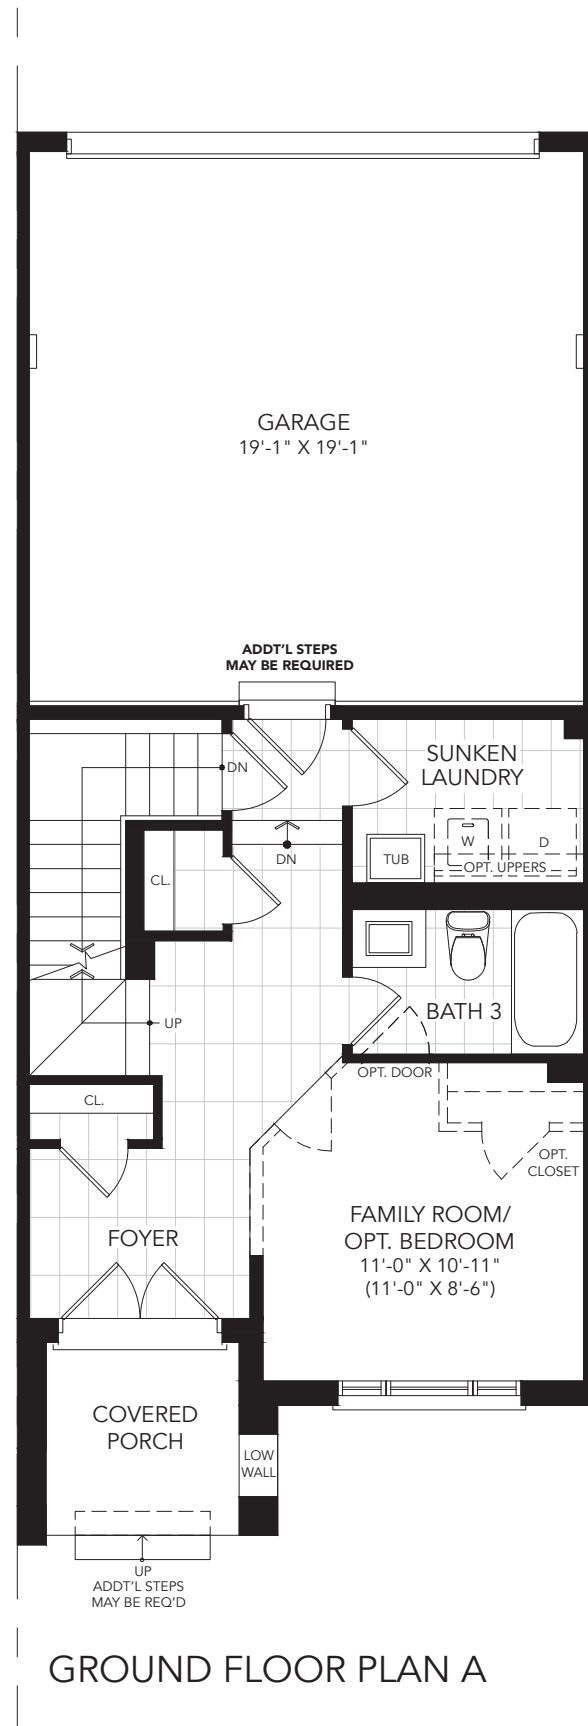 GARAGE
19'-1" X 19'-1"
ADDT'L STEPS
MAY BE REQUIRED
SUNKEN
LAUNDRY
DN
W
D
DN
TUB
OPT. UPPERS
CL.
BATH 3
UP
OPT. DOOR
CL.
OPT.
CLOSET
FAMILY ROOM/
OPT. BEDROOM
11'-0" X 10'-11"
(11'-0" X 8'-6")
FOYER
COVERED
PORCH
LOW
WALL
UP
ADDT'L STEPS
MAY BE REQ'D
GROUND FLOOR PLAN A